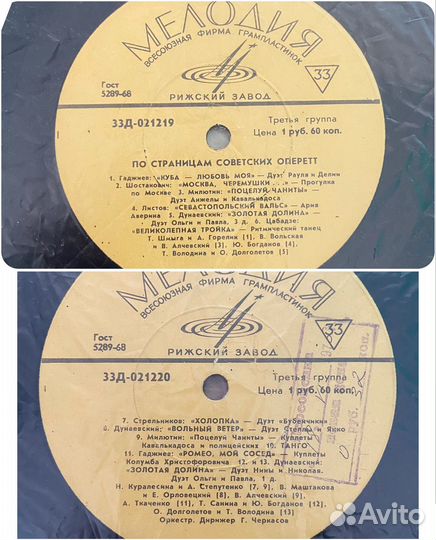 МЕЛОДИЯ
ВСЕСОЮЗНАЯ ФИРМА ГРАМПЛАСТИНОК
33
Гост
5289-68
РИЖСКИЙ ЗАВОД
33Д-021219
Третья группа
Цена 1 руб. 60 коп.
ПО СТРАНИЦАМ СОВЕТСКИХ ОПЕРЕТТ
1. Гаджиев: «КУБА — ЛЮБОВЬ МОЯ» — Дуэт Рауля и Делии
2. Шостакович: «МОСКВА, ЧЕРЕМУШКИ...» — Прогулка
по Москве 3. Милютин: «ПОЦЕЛУЙ ЧАНИТЫ» —
Дуэт Анжелы и Кавалькадоса
4. Листов: «СЕВАСТОПОЛЬСКИЙ ВАЛЬС» — Ария
Аверина 5. Дунаевский: «ЗОЛОТАЯ ДОЛИНА» —
Дуэт Ольги и Павла, 3 д. 6. Цабадзе:
«ВЕЛИКОЛЕПНАЯ ТРОЙКА» — Ритмический танец
Т. Шмыга и А. Горелик [1], В. Вольская
и В. Алчевский [3], Ю. Богданов [4],
Т. Володина и О. Долголетов [5]
МЕЛОДИЯ
ВСЕСОЮЗНАЯ ФИРМА ГРАМПЛАСТИНОК
33
Гост
5289-68
РИЖСКИЙ ЗАВОД
33Д-021220
Третья группа
Цена 1 руб. 60 коп.
7. Стрельников: «ХОЛОПКА» — Дуэт «Бубенчики»
8. Дунаевский: «ВОЛЬНЫЙ ВЕТЕР» — Дуэт Стеллы и Янко
9. Милютин: «Поцелуй Чаниты» — Куплеты
Кавалькадоса и полицейских 10. ТАНГО
11. Гаджиев: «РОМЕО, МОЙ СОСЕД» — Куплеты
Колумба Христофоровича 12. и 13. Дунаевский:
«ЗОЛОТАЯ ДОЛИНА» — Дуэт Нины и Николая.
Дуэт Ольги и Павла, 1 д.
Н. Куралесина и А. Степутенко [7, 9], В. Маштакова
и Е. Орловецкий [8], В. Алчевский [9],
А. Ткаченко [11], Т. Санина и Ю. Богданов [12],
О. Долголетов и Т. Володина [13]
Оркестр. Дирижер Г. Черкасов
руб.
коп.
Avito